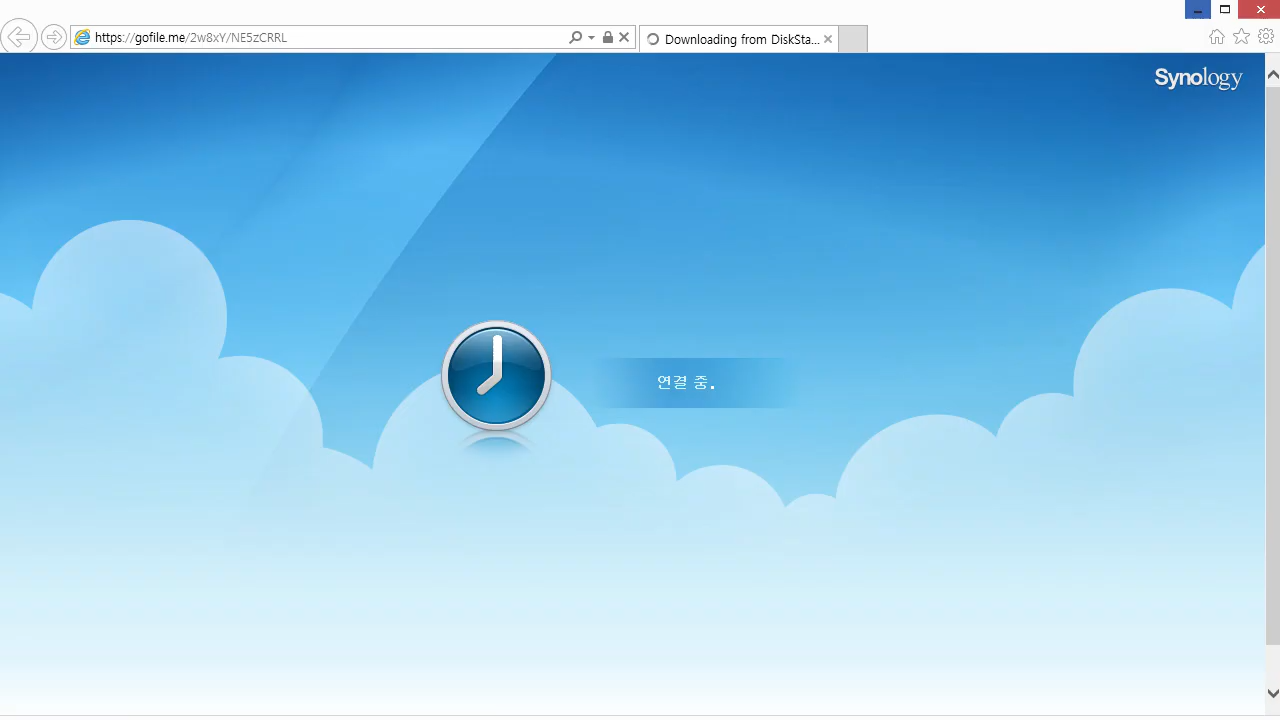 https://gofile.me/2w8xY/NE5zCRRL
Downloading from DiskSta...
Synology
연결 중.